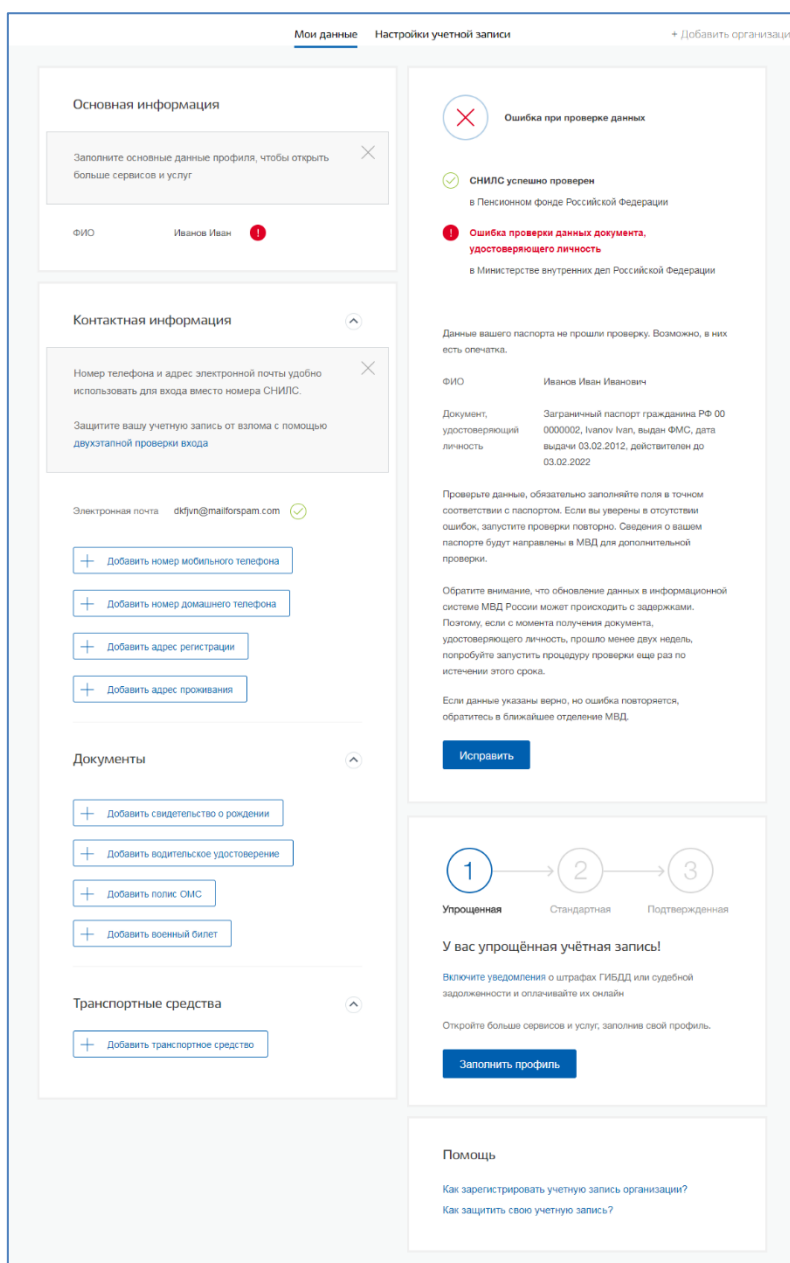 Мои данные
Настройки учетной записи
+ Добавить организаци
Основная информация
Заполните основные данные профиля, чтобы открыть
больше сервисов и услуг
ФИО
Иванов Иван
!
Контактная информация
Номер телефона и адрес электронной почты удобно
использовать для входа вместо номера СНИЛС.
Защитите вашу учетную запись от взлома с помощью
двухэтапной проверки входа
Электронная почта
dkfjvn@mailforspam.com
+ Добавить номер мобильного телефона
+ Добавить номер домашнего телефона
+ Добавить адрес регистрации
+ Добавить адрес проживания
Документы
+ Добавить свидетельство о рождении
+ Добавить водительское удостоверение
+ Добавить полис ОМС
+ Добавить военный билет
Транспортные средства
+ Добавить транспортное средство
Ошибка при проверке данных
СНИЛС успешно проверен
в Пенсионном фонде Российской Федерации
! Ошибка проверки данных документа,
удостоверяющего личность
в Министерстве внутренних дел Российской Федерации
Данные вашего паспорта не прошли проверку. Возможно, в них
есть опечатка.
ФИО
Иванов Иван Иванович
Документ,
удостоверяющий
личность
Заграничный паспорт гражданина РФ 00
0000002, Ivanov Ivan, выдан ФМС, дата
выдачи 03.02.2012, действителен до
03.02.2022
Проверьте данные, обязательно заполняйте поля в точном
соответствии с паспортом. Если вы уверены в отсутствии
ошибок, запустите проверки повторно. Сведения о вашем
паспорте будут направлены в МВД для дополнительной
проверки.
Обратите внимание, что обновление данных в информационной
системе МВД России может происходить с задержками.
Поэтому, если с момента получения документа,
удостоверяющего личность, прошло менее двух недель,
попробуйте запустить процедуру проверки еще раз по
истечении этого срока.
Если данные указаны верно, но ошибка повторяется,
обратитесь в ближайшее отделение МВД.
Исправить
1
2
3
Упрощенная
Стандартная
Подтвержденная
У вас упрощённая учётная запись!
Включите уведомления о штрафах ГИБДД или судебной
задолженности и оплачивайте их онлайн
Откройте больше сервисов и услуг, заполнив свой профиль.
Заполнить профиль
Помощь
Как зарегистрировать учетную запись организации?
Как защитить свою учетную запись?